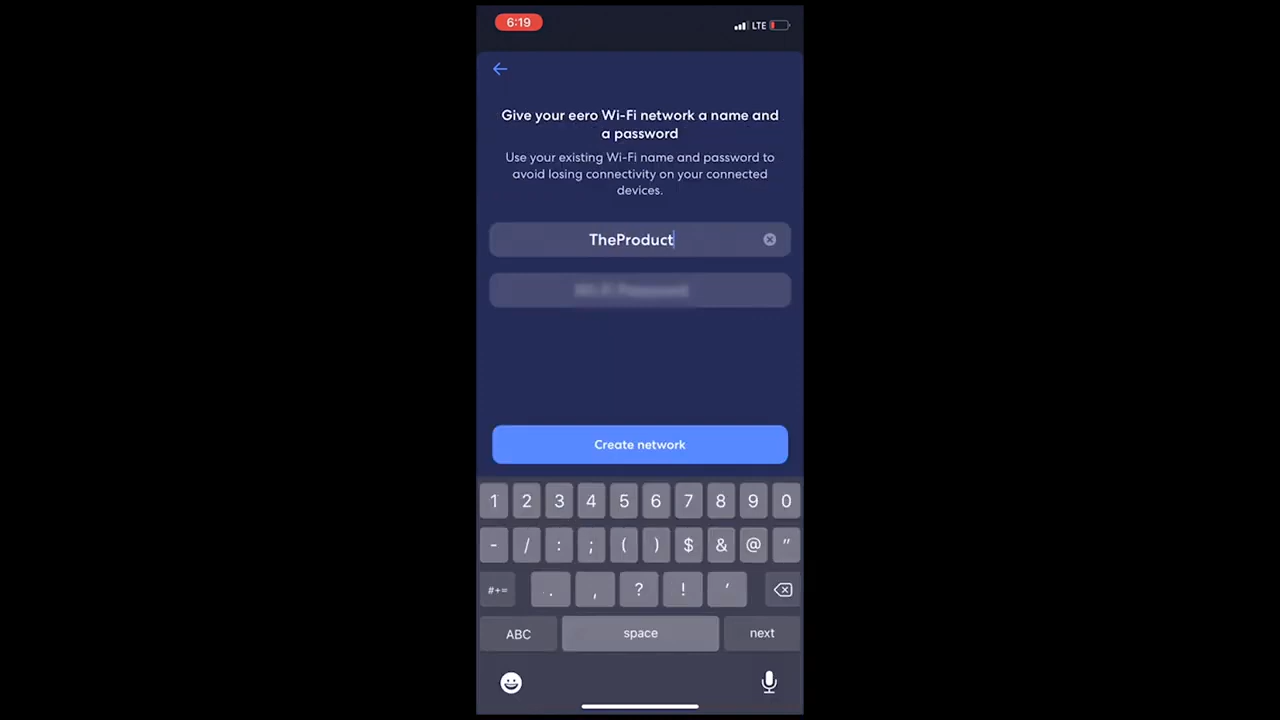 6:19
LTE
Give your eero Wi-Fi network a name and
a password
Use your existing Wi-Fi name and password to
avoid losing connectivity on your connected
devices.
TheProduct
Create network
1 2 3 4 5 6 7 8 9 0
- / : ; ( ) $ & @ "
#+= . , ? ! '
ABC space next